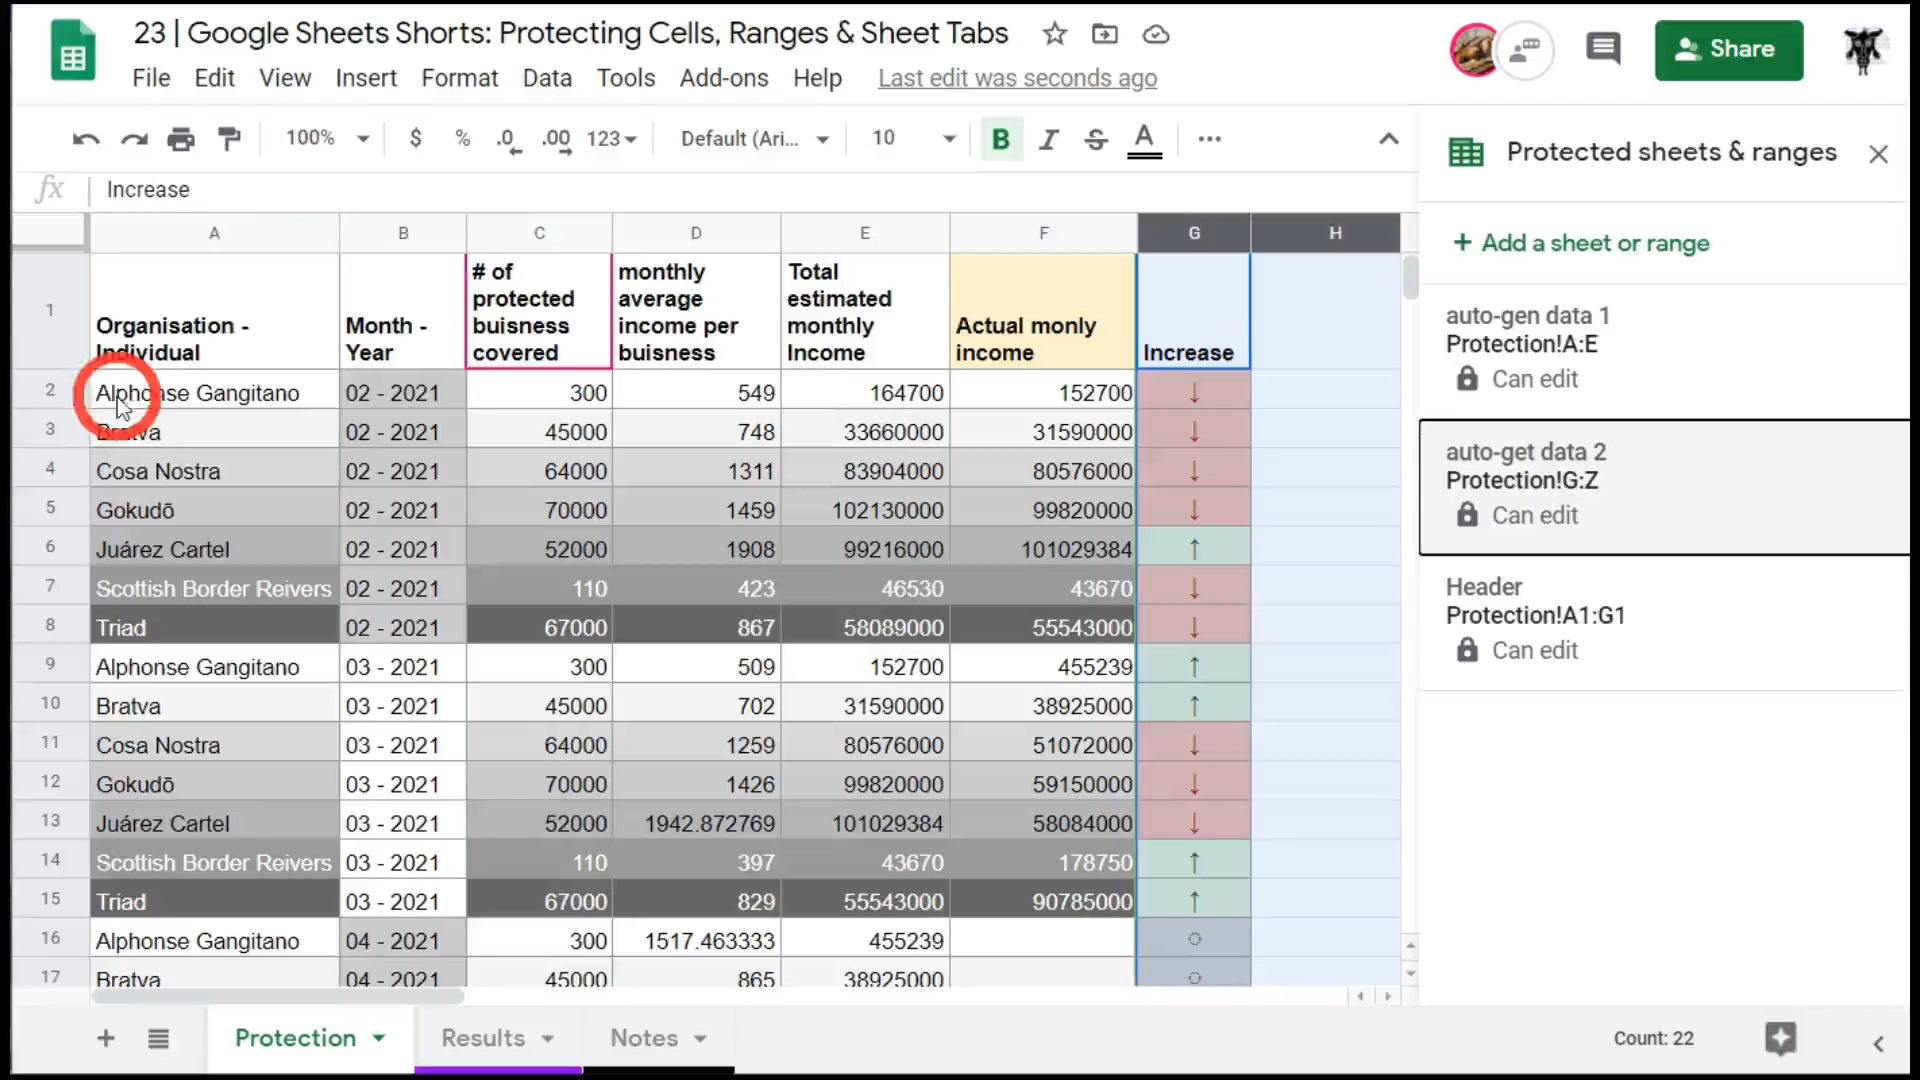 23 | Google Sheets Shorts: Protecting Cells, Ranges & Sheet Tabs
File Edit View Insert Format Data Tools Add-ons Help Last edit was seconds ago
Share
100% $ % .0 .00 123 Default (Ari... 10 B I S A
fx Increase
Protected sheets & ranges
+ Add a sheet or range
auto-gen data 1
Protection!A:E
Can edit
auto-get data 2
Protection!G:Z
Can edit
Header
Protection!A1:G1
Can edit
A B C D E F G H
1
Organisation -
Individual
Month -
Year
# of
protected
buisness
covered
monthly
average
income per
buisness
Total
estimated
monthly
Income
Actual monly
income
Increase
2 Alphonse Gangitano 02 - 2021 300 549 164700 152700 ↓
3 Bratva 02 - 2021 45000 748 33660000 31590000 ↓
4 Cosa Nostra 02 - 2021 64000 1311 83904000 80576000 ↓
5 Gokudō 02 - 2021 70000 1459 102130000 99820000 ↓
6 Juárez Cartel 02 - 2021 52000 1908 99216000 101029384 ↑
7 Scottish Border Reivers 02 - 2021 110 423 46530 43670 ↓
8 Triad 02 - 2021 67000 867 58089000 55543000 ↓
9 Alphonse Gangitano 03 - 2021 300 509 152700 455239 ↑
10 Bratva 03 - 2021 45000 702 31590000 38925000 ↑
11 Cosa Nostra 03 - 2021 64000 1259 80576000 51072000 ↓
12 Gokudō 03 - 2021 70000 1426 99820000 59150000 ↓
13 Juárez Cartel 03 - 2021 52000 1942.872769 101029384 58084000 ↓
14 Scottish Border Reivers 03 - 2021 110 397 43670 178750 ↑
15 Triad 03 - 2021 67000 829 55543000 90785000 ↑
16 Alphonse Gangitano 04 - 2021 300 1517.463333 455239 ○
17 Bratva 04 - 2021 45000 865 38925000 ○
+ Protection Results Notes Count: 22